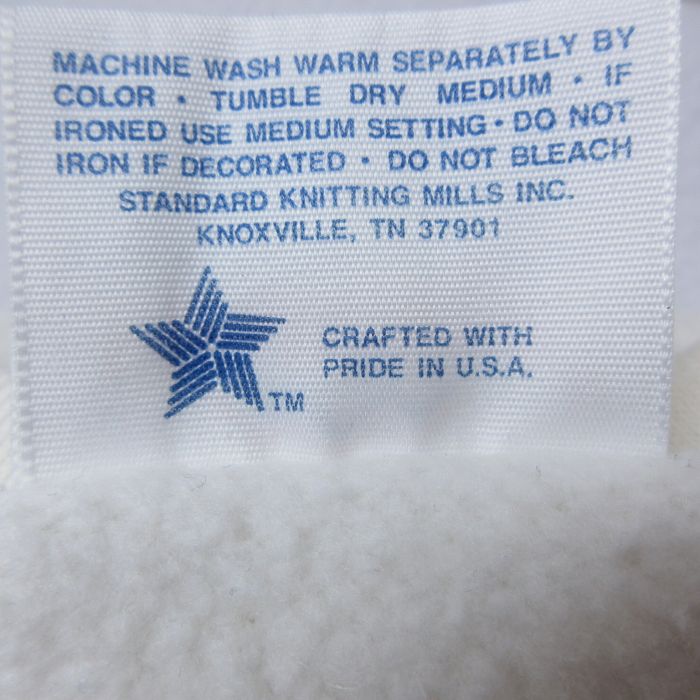 MACHINE WASH WARM SEPARATELY BY
COLOR • TUMBLE DRY MEDIUM • IF
IRONED USE MEDIUM SETTING • DO NOT
IRON IF DECORATED • DO NOT BLEACH
STANDARD KNITTING MILLS INC.
KNOXVILLE, TN 37901
CRAFTED WITH
PRIDE IN U.S.A.
TM